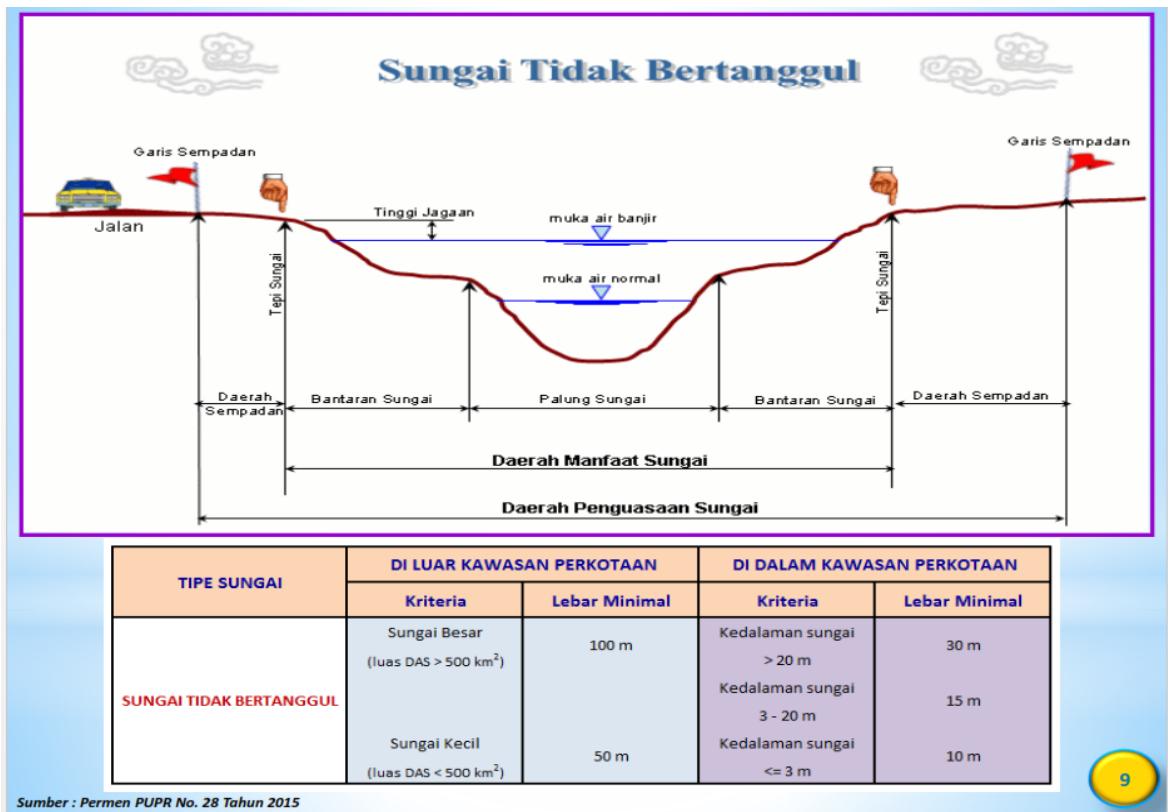 Sungai Tidak Bertanggul
Garis Sempadan
Garis Sempadan
Jalan
Tinggi Jagaan
muka air banjir
muka air normal
Tepi Sungai
Tepi Sungai
Daerah
Sempadan
Bantaran Sungai
Palung Sungai
Bantaran Sungai
Daerah Sempadan
Daerah Manfaat Sungai
Daerah Penguasaan Sungai
TIPE SUNGAI
DI LUAR KAWASAN PERKOTAAN
DI DALAM KAWASAN PERKOTAAN
Kriteria
Lebar Minimal
Kriteria
Lebar Minimal
SUNGAI TIDAK BERTANGGUL
Sungai Besar
(luas DAS > 500 km²)
100 m
Kedalaman sungai
> 20 m
30 m
Kedalaman sungai
3 - 20 m
15 m
Sungai Kecil
(luas DAS < 500 km²)
50 m
Kedalaman sungai
<= 3 m
10 m
9
Sumber : Permen PUPR No. 28 Tahun 2015